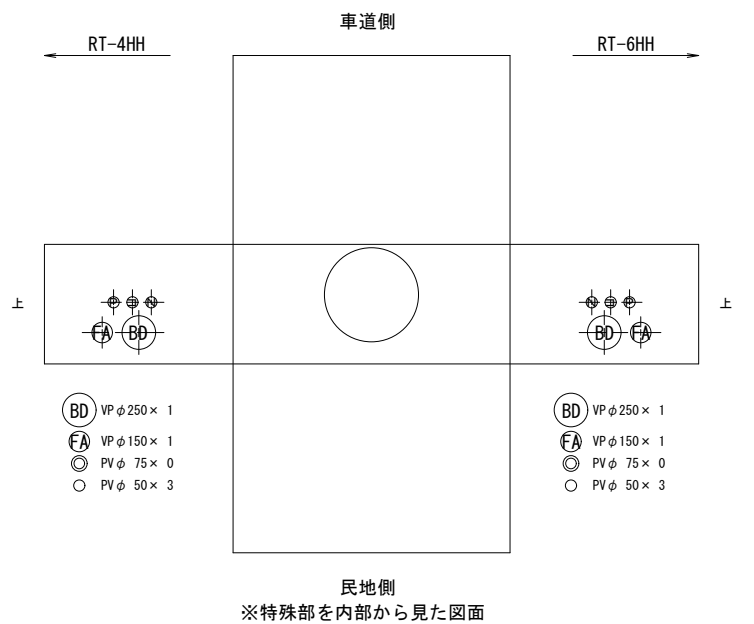 車道側
RT-4HH
RT-6HH
上
上
P コ N
N コ P
FA BD
BD FA
BD VPφ250× 1
FA VPφ150× 1
PVφ 75× 0
PVφ 50× 3
BD VPφ250× 1
FA VPφ150× 1
PVφ 75× 0
PVφ 50× 3
民地側
※特殊部を内部から見た図面